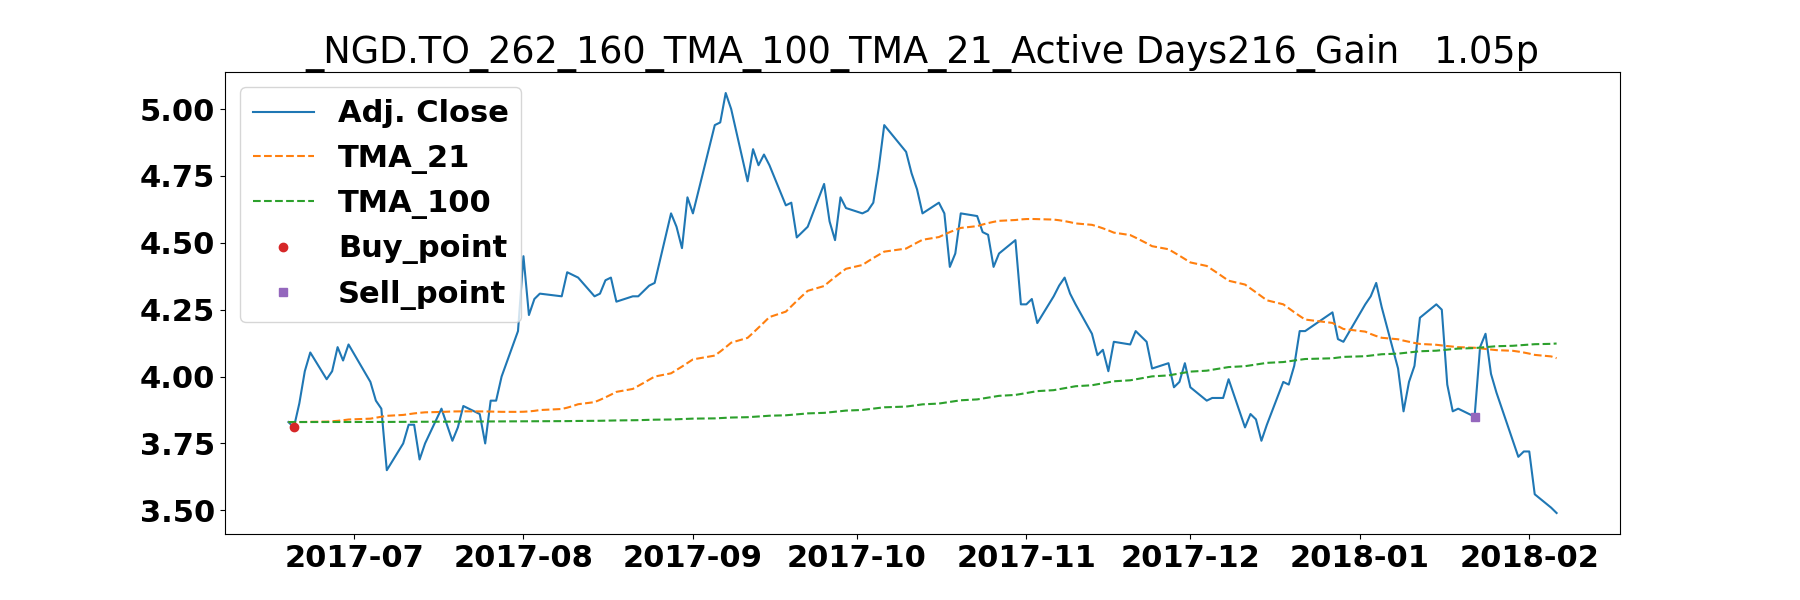 _NGD.TO_262_160_TMA_100_TMA_21_Active Days216_Gain   1.05p
Adj. Close
TMA_21
TMA_100
Buy_point
Sell_point
5.00
4.75
4.50
4.25
4.00
3.75
3.50
2017-07 2017-08 2017-09 2017-10 2017-11 2017-12 2018-01 2018-02